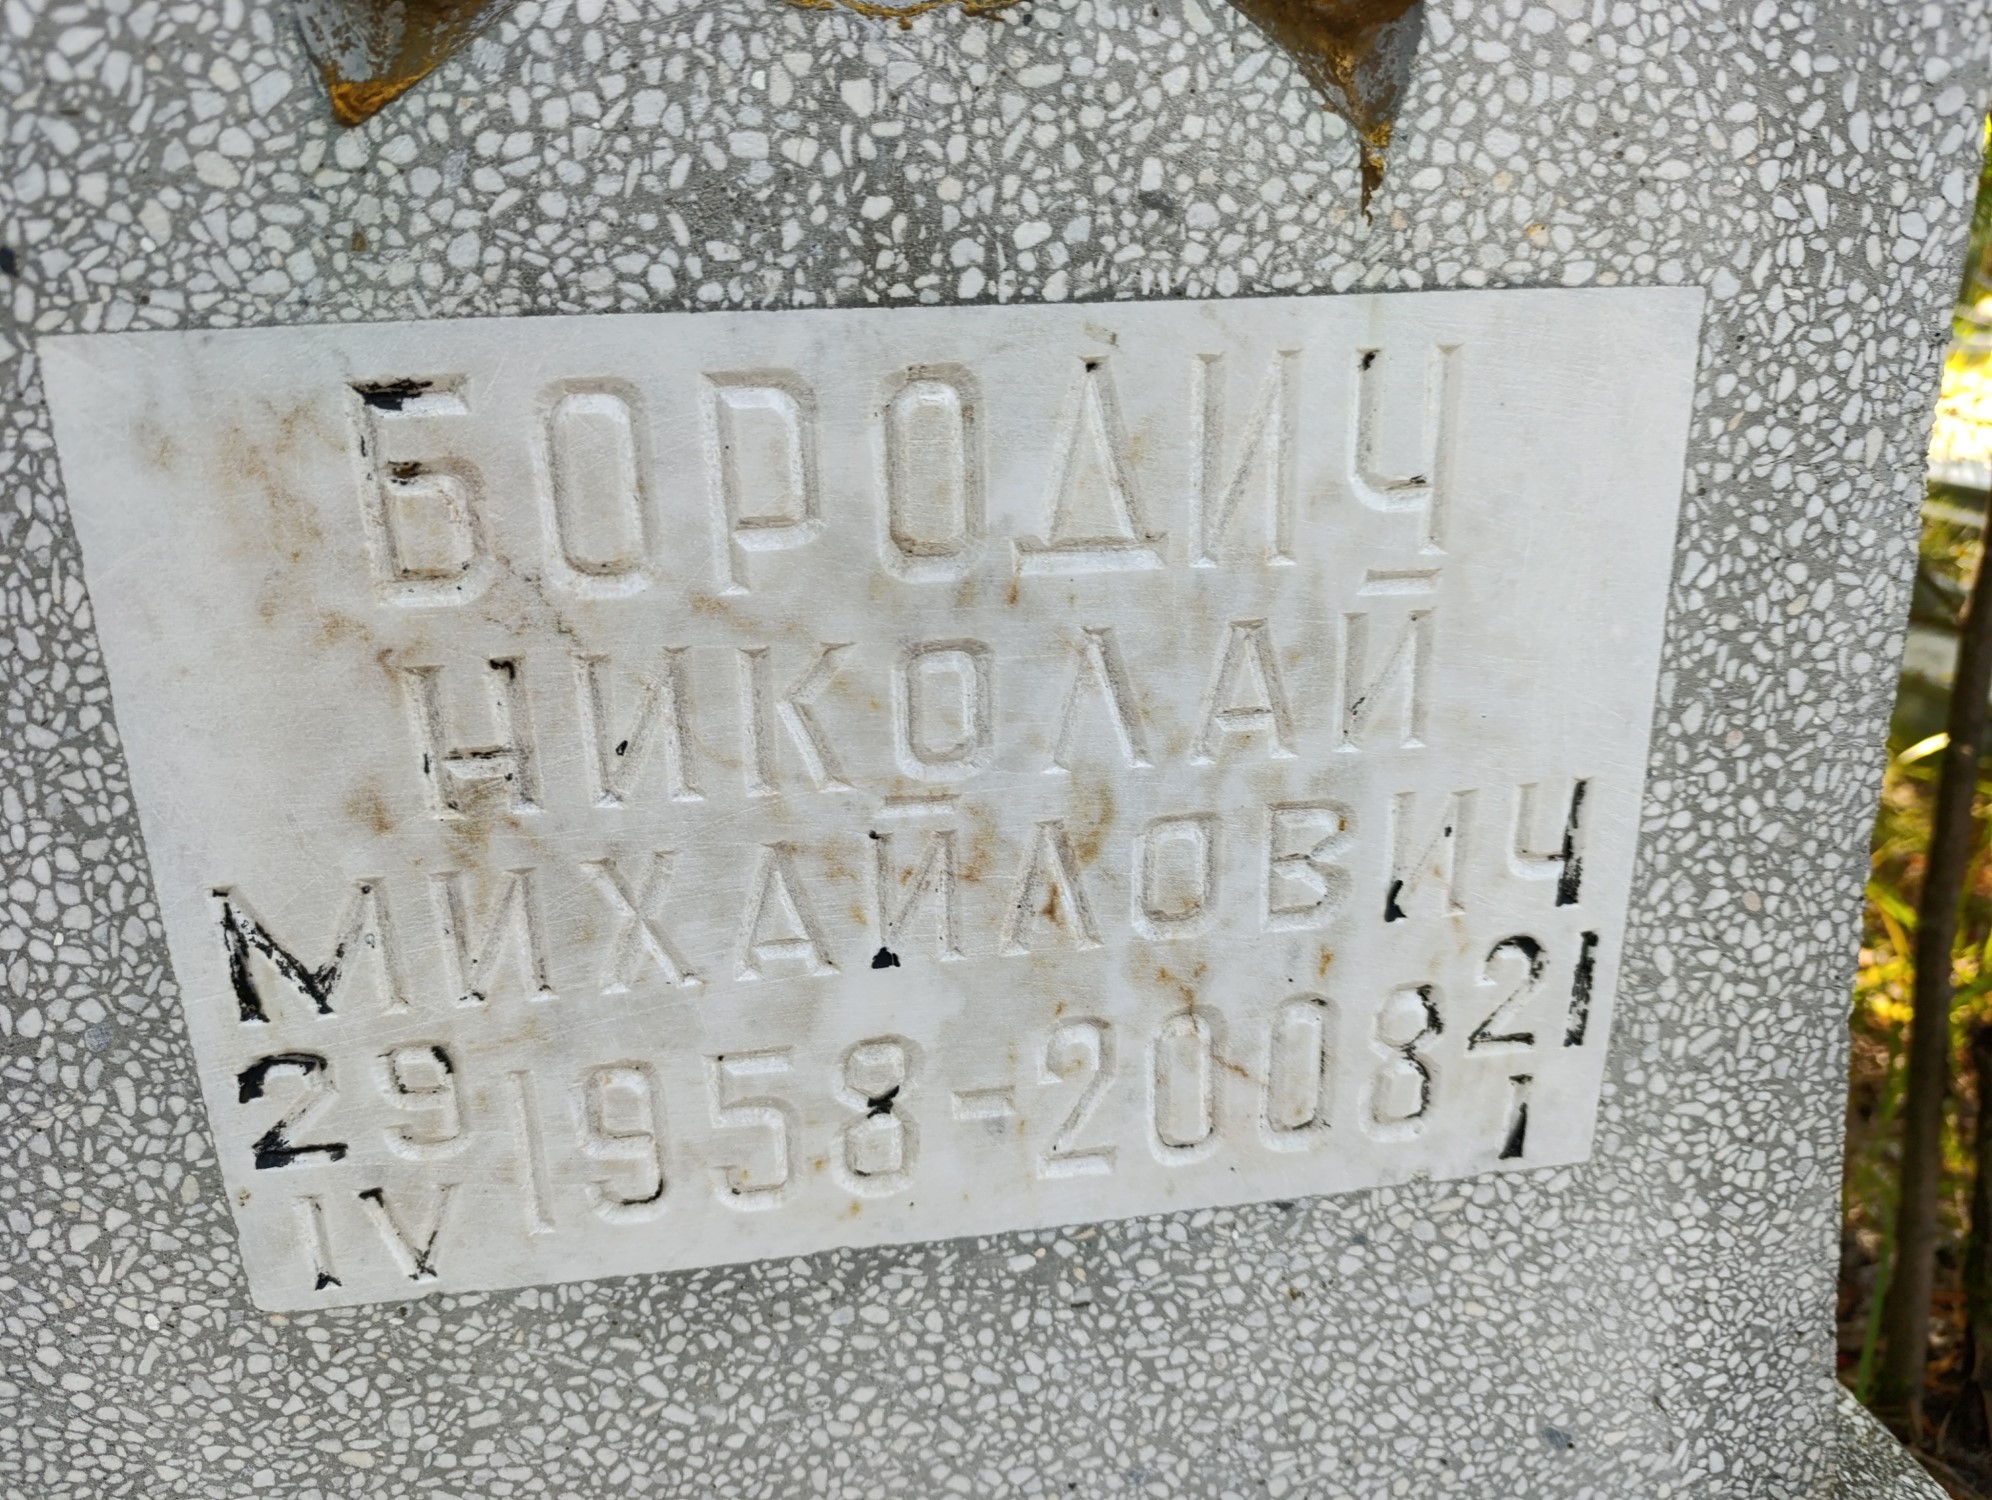 БОРОДИЧ
НИКОЛАЙ
МИХАЙЛОВИЧ
29 IV 1958-2008 21 I